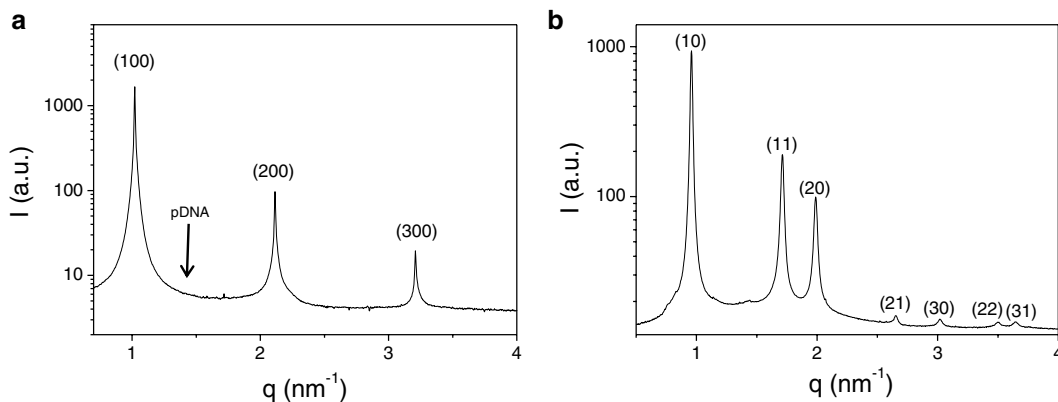 a
(100)
(200)
(300)
pDNA
1000
100
10
I (a.u.)
1 2 3 4
q (nm⁻¹)
b
(10)
(11)
(20)
(21) (30) (22) (31)
1000
100
I (a.u.)
1 2 3 4
q (nm⁻¹)